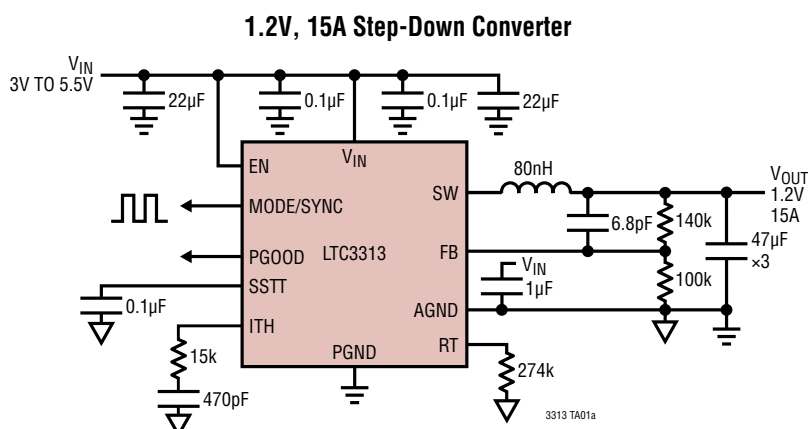 1.2V, 15A Step-Down Converter
VIN
3V TO 5.5V
22µF
0.1µF
0.1µF
22µF
VIN
EN
MODE/SYNC
PGOOD
SSTT
ITH
LTC3313
PGND
SW
FB
AGND
RT
80nH
VOUT
1.2V
15A
6.8pF
140k
47µF
×3
100k
VIN
1µF
0.1µF
15k
470pF
274k
3313 TA01a